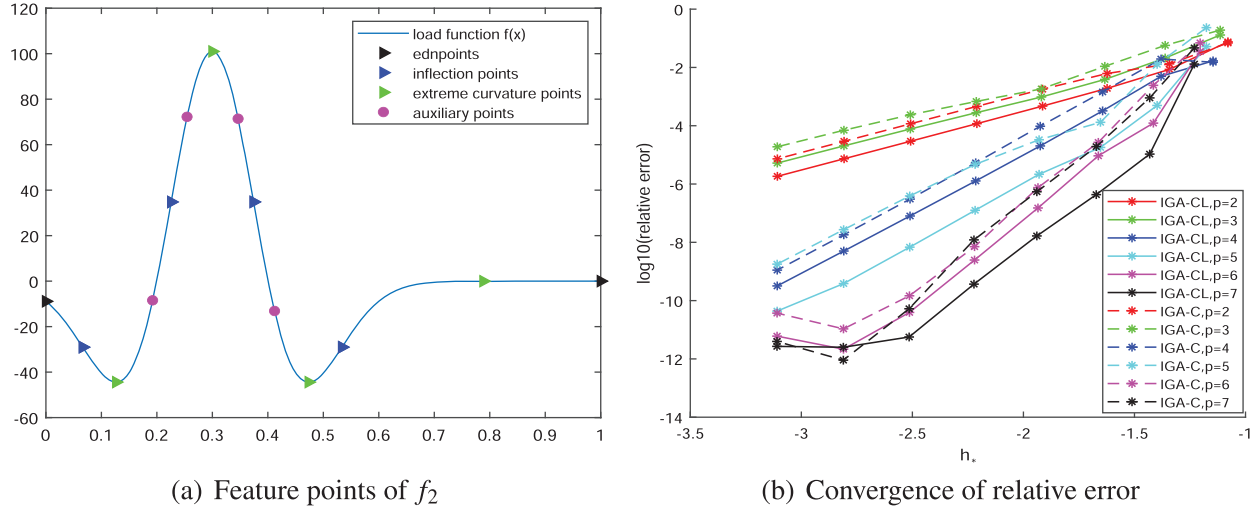 120
100
80
60
40
20
0
-20
-40
-60
0 0.1 0.2 0.3 0.4 0.5 0.6 0.7 0.8 0.9 1
load function f(x)
ednpoints
inflection points
extreme curvature points
auxiliary points
(a) Feature points of f2
log10(relative error)
0
-2
-4
-6
-8
-10
-12
-14
-3.5 -3 -2.5 -2 -1.5 -1
h*
IGA-CL,p=2
IGA-CL,p=3
IGA-CL,p=4
IGA-CL,p=5
IGA-CL,p=6
IGA-CL,p=7
IGA-C,p=2
IGA-C,p=3
IGA-C,p=4
IGA-C,p=5
IGA-C,p=6
IGA-C,p=7
(b) Convergence of relative error